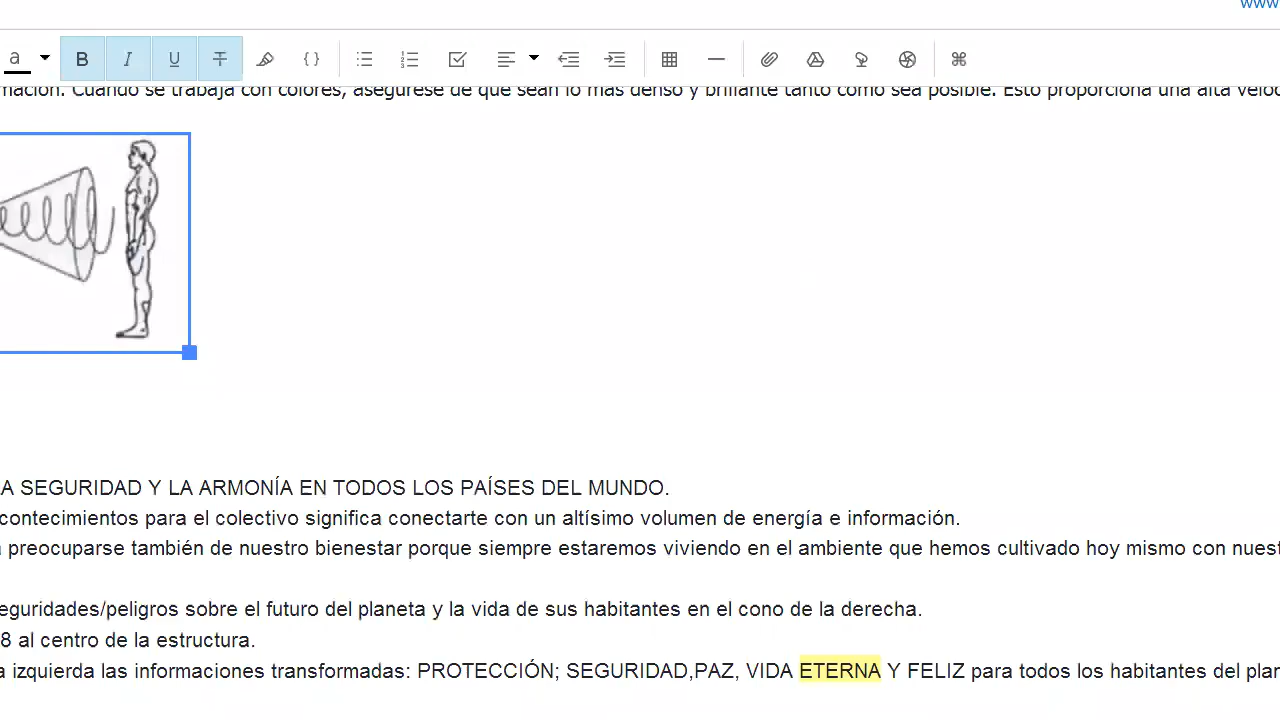 www
a B I U T { }
mación. Cuando se trabaja con colores, asegúrese de que sean lo más denso y brillante tanto como sea posible. Esto proporciona una alta veloc
A SEGURIDAD Y LA ARMONÍA EN TODOS LOS PAÍSES DEL MUNDO.
contecimientos para el colectivo significa conectarte con un altísimo volumen de energía e información.
preocuparse también de nuestro bienestar porque siempre estaremos viviendo en el ambiente que hemos cultivado hoy mismo con nuest
eguridades/peligros sobre el futuro del planeta y la vida de sus habitantes en el cono de la derecha.
8 al centro de la estructura.
a izquierda las informaciones transformadas: PROTECCIÓN; SEGURIDAD,PAZ, VIDA ETERNA Y FELIZ para todos los habitantes del plan